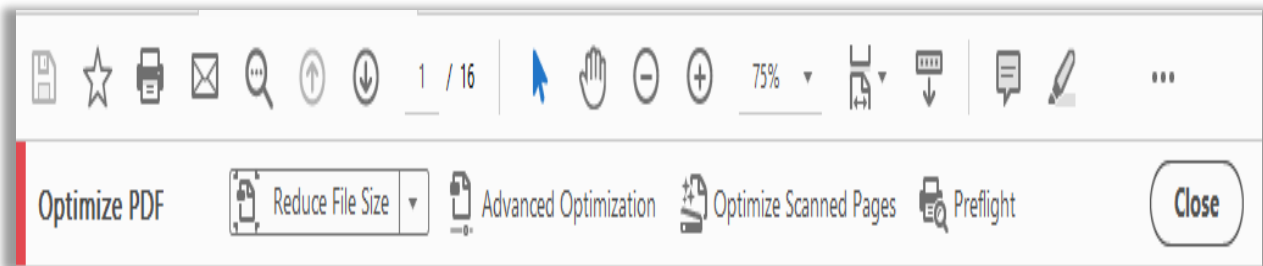 1 / 16 75%
Optimize PDF Reduce File Size Advanced Optimization Optimize Scanned Pages Preflight Close